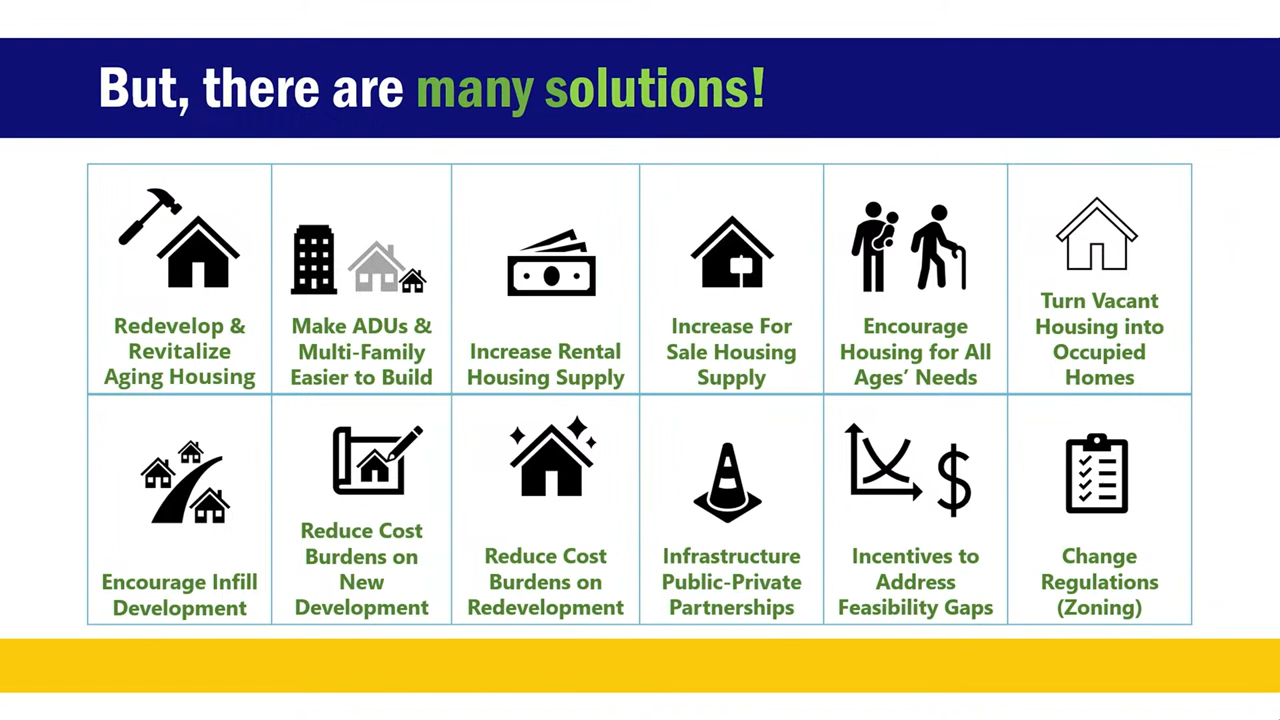 But, there are many solutions!
Redevelop &
Revitalize
Aging Housing
Make ADUs &
Multi-Family
Easier to Build
Increase Rental
Housing Supply
Increase For
Sale Housing
Supply
Encourage
Housing for All
Ages’ Needs
Turn Vacant
Housing into
Occupied
Homes
Encourage Infill
Development
Reduce Cost
Burdens on
New
Development
Reduce Cost
Burdens on
Redevelopment
Infrastructure
Public-Private
Partnerships
Incentives to
Address
Feasibility Gaps
Change
Regulations
(Zoning)